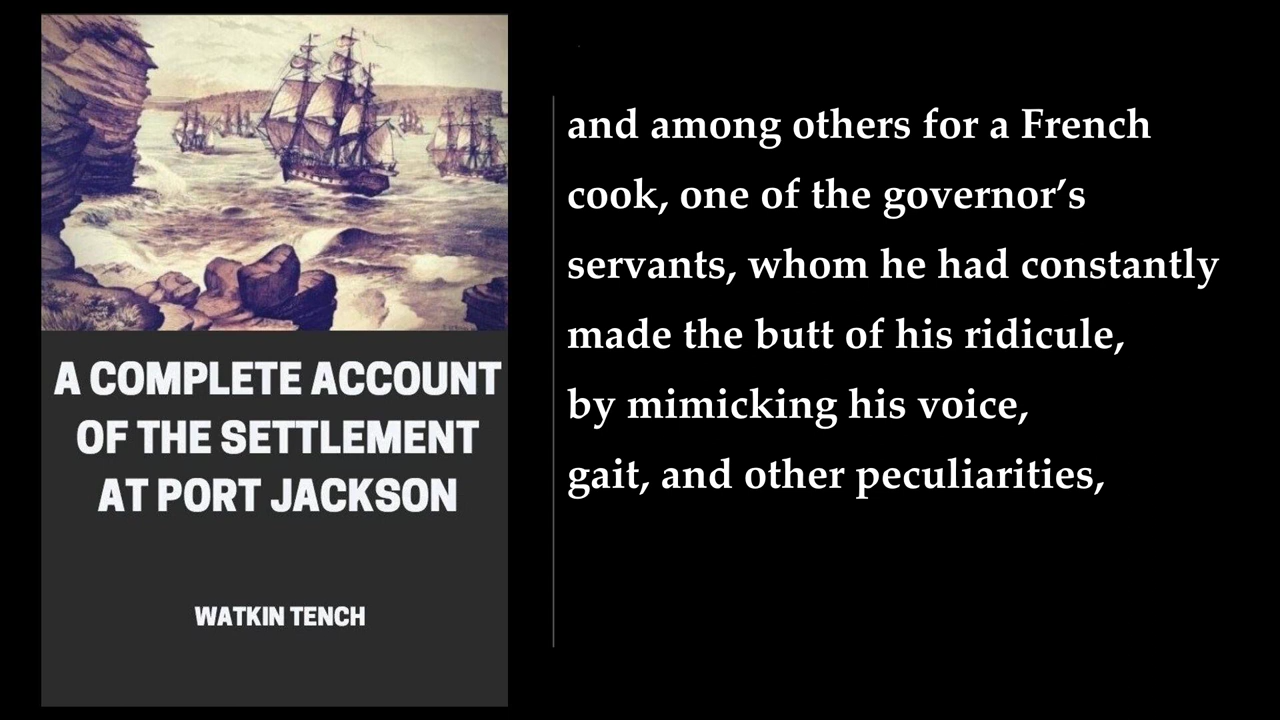 A COMPLETE ACCOUNT
OF THE SETTLEMENT
AT PORT JACKSON
WATKIN TENCH
and among others for a French
cook, one of the governor’s
servants, whom he had constantly
made the butt of his ridicule,
by mimicking his voice,
gait, and other peculiarities,